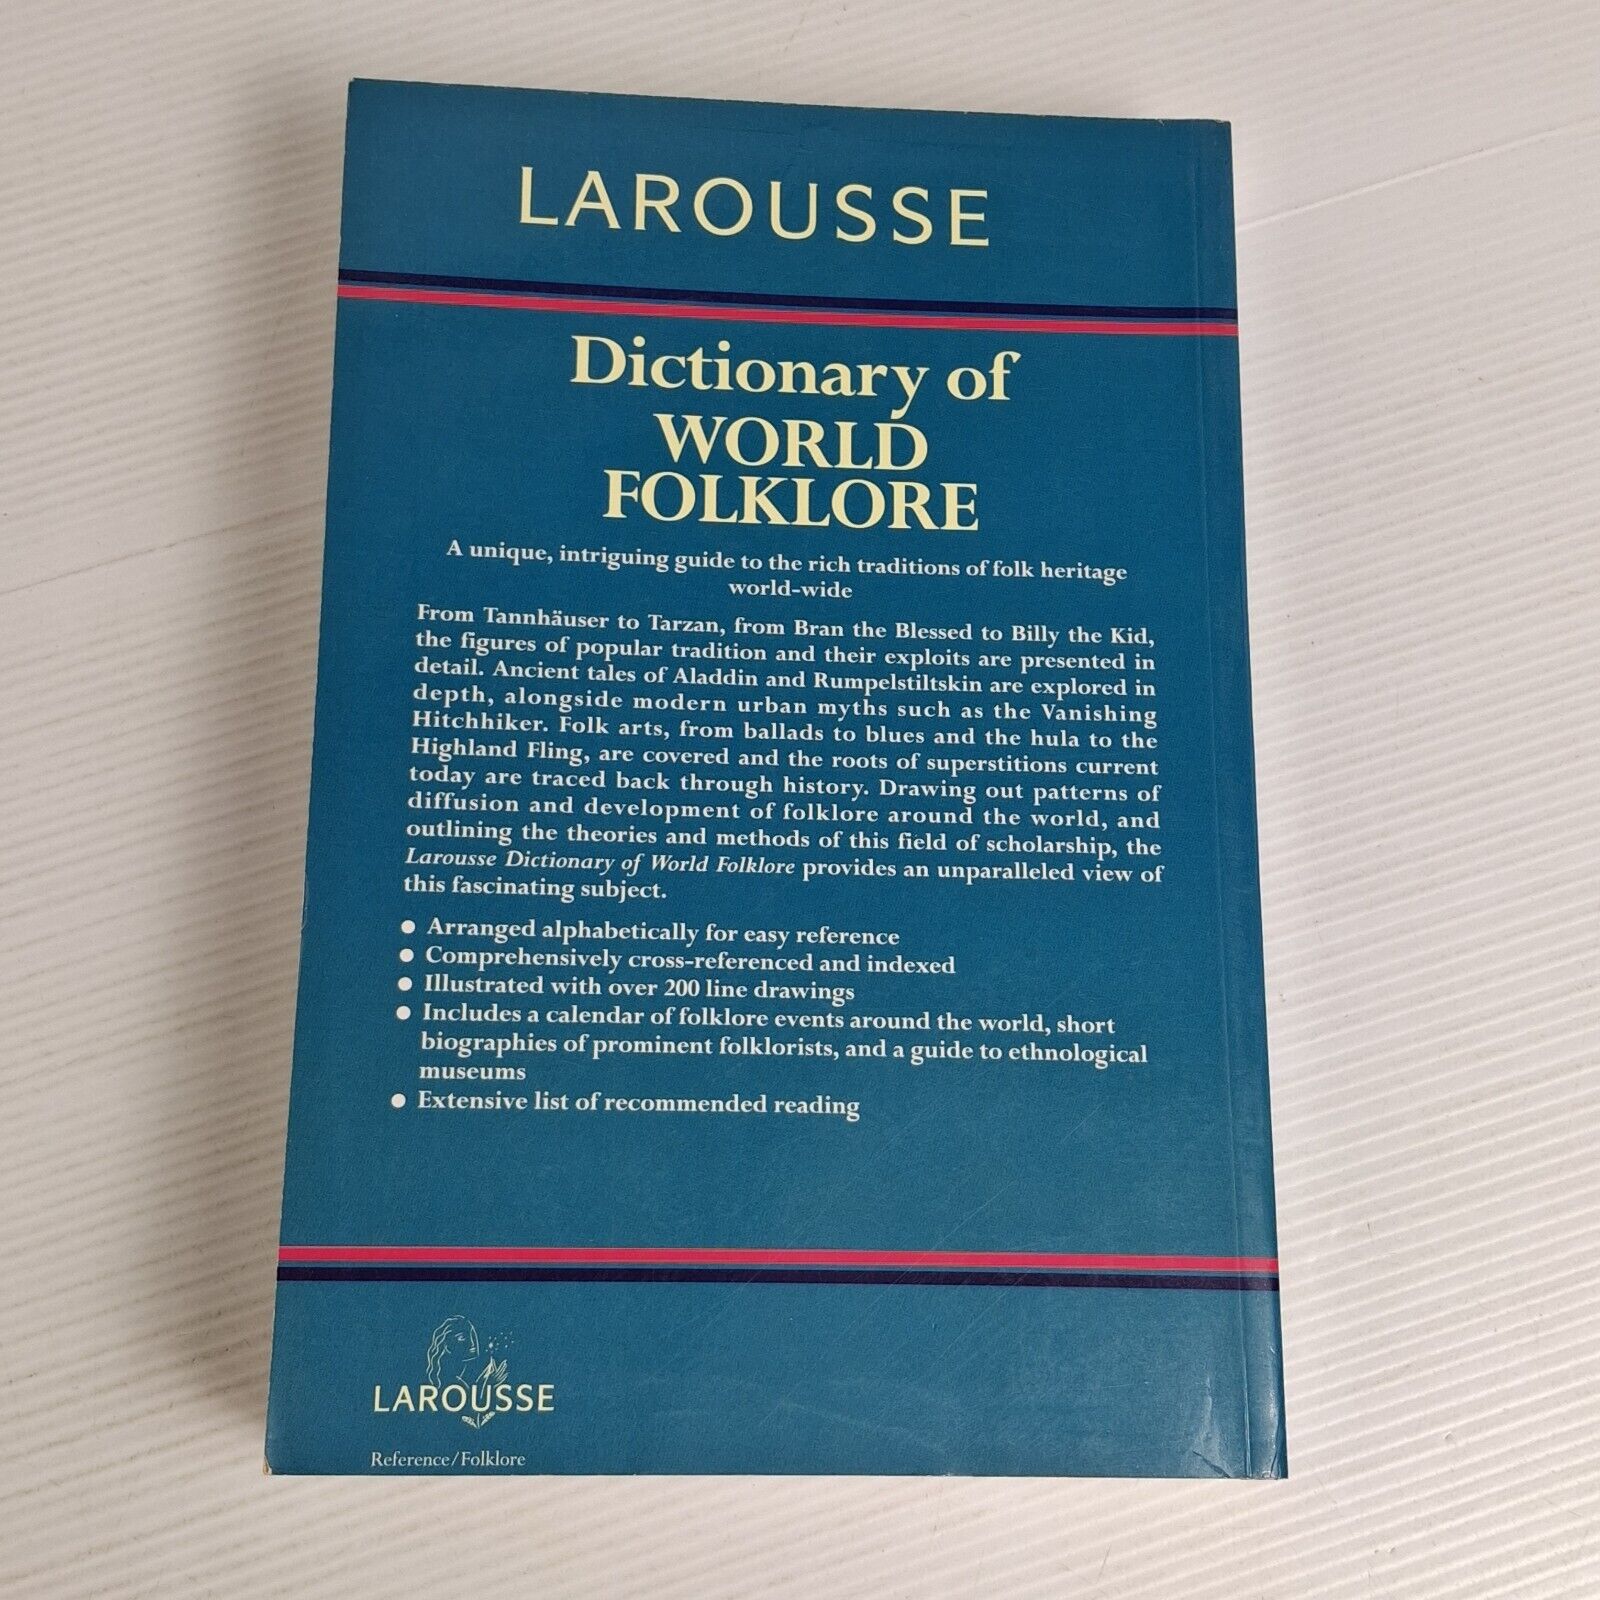 LAROUSSE
Dictionary of
WORLD
FOLKLORE
A unique, intriguing guide to the rich traditions of folk heritage
world-wide
From Tannhäuser to Tarzan, from Bran the Blessed to Billy the Kid,
the figures of popular tradition and their exploits are presented in
detail. Ancient tales of Aladdin and Rumpelstiltskin are explored in
depth, alongside modern urban myths such as the Vanishing
Hitchhiker. Folk arts, from ballads to blues and the hula to the
Highland Fling, are covered and the roots of superstitions current
today are traced back through history. Drawing out patterns of
diffusion and development of folklore around the world, and
outlining the theories and methods of this field of scholarship, the
Larousse Dictionary of World Folklore provides an unparalleled view of
this fascinating subject.
● Arranged alphabetically for easy reference
● Comprehensively cross-referenced and indexed
● Illustrated with over 200 line drawings
● Includes a calendar of folklore events around the world, short
biographies of prominent folklorists, and a guide to ethnological
museums
● Extensive list of recommended reading
LAROUSSE
Reference/Folklore